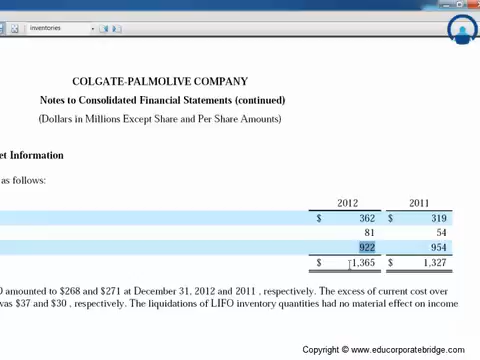 inventories
COLGATE-PALMOLIVE COMPANY
Notes to Consolidated Financial Statements (continued)
(Dollars in Millions Except Share and Per Share Amounts)
et Information
as follows:
2012 2011
$ 362 $ 319
81 54
922 954
$ 1,365 $ 1,327
O amounted to $268 and $271 at December 31, 2012 and 2011 , respectively. The excess of current cost over
was $37 and $30 , respectively. The liquidations of LIFO inventory quantities had no material effect on income
Copyright © www.educorporatebridge.com